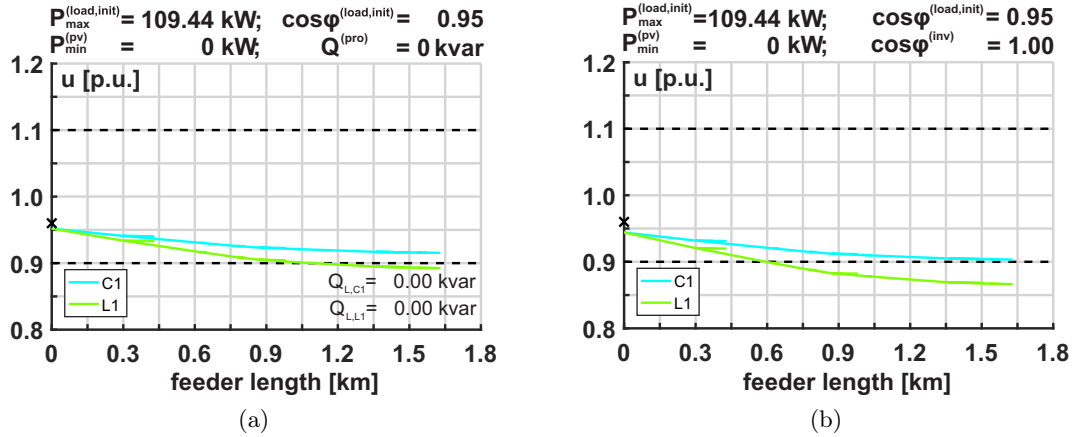 P_max^(load,init) = 109.44 kW; cosφ^(load,init) = 0.95
P_min^(pv) = 0 kW; Q^(pro) = 0 kvar
1.2
u [p.u.]
1.1
1.0
0.9
0.8
C1
L1
Q_L,C1 = 0.00 kvar
Q_L,L1 = 0.00 kvar
0 0.3 0.6 0.9 1.2 1.5 1.8
feeder length [km]
(a)
P_max^(load,init) =109.44 kW; cosφ^(load,init) = 0.95
P_min^(pv) = 0 kW; cosφ^(inv) = 1.00
1.2
u [p.u.]
1.1
1.0
0.9
0.8
C1
L1
0 0.3 0.6 0.9 1.2 1.5 1.8
feeder length [km]
(b)